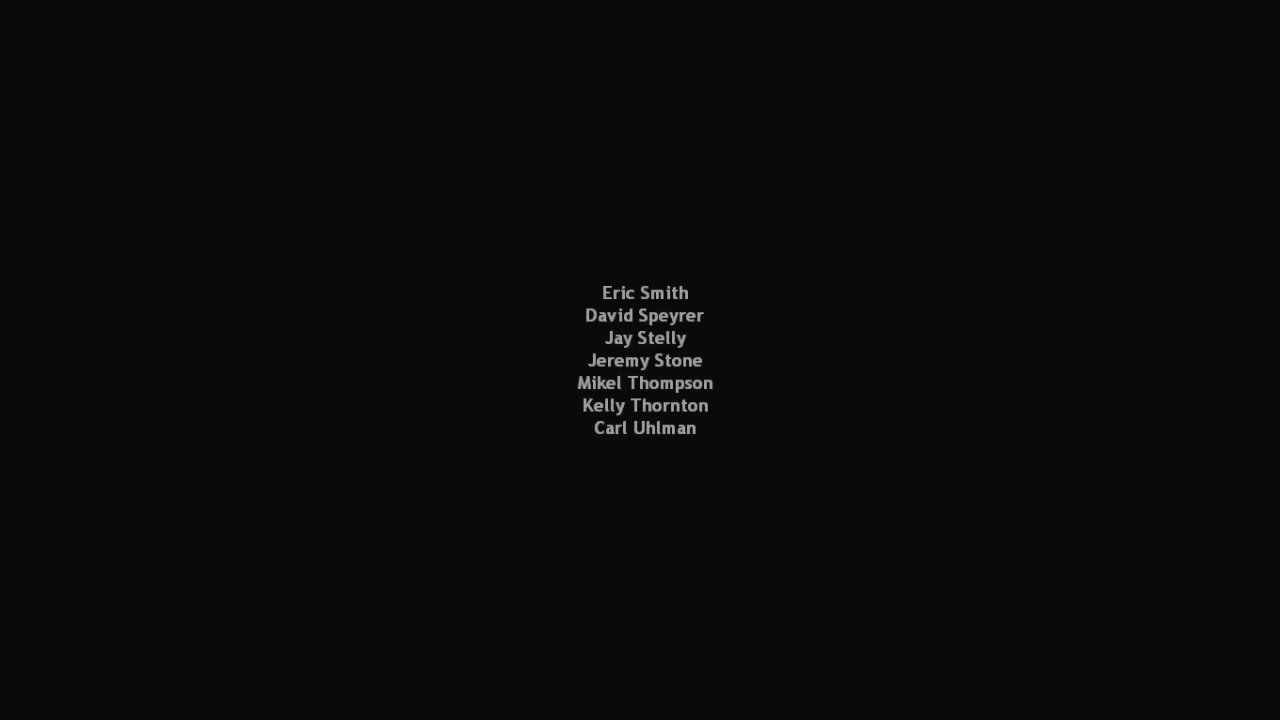 Eric Smith
David Speyrer
Jay Stelly
Jeremy Stone
Mikel Thompson
Kelly Thornton
Carl Uhlman